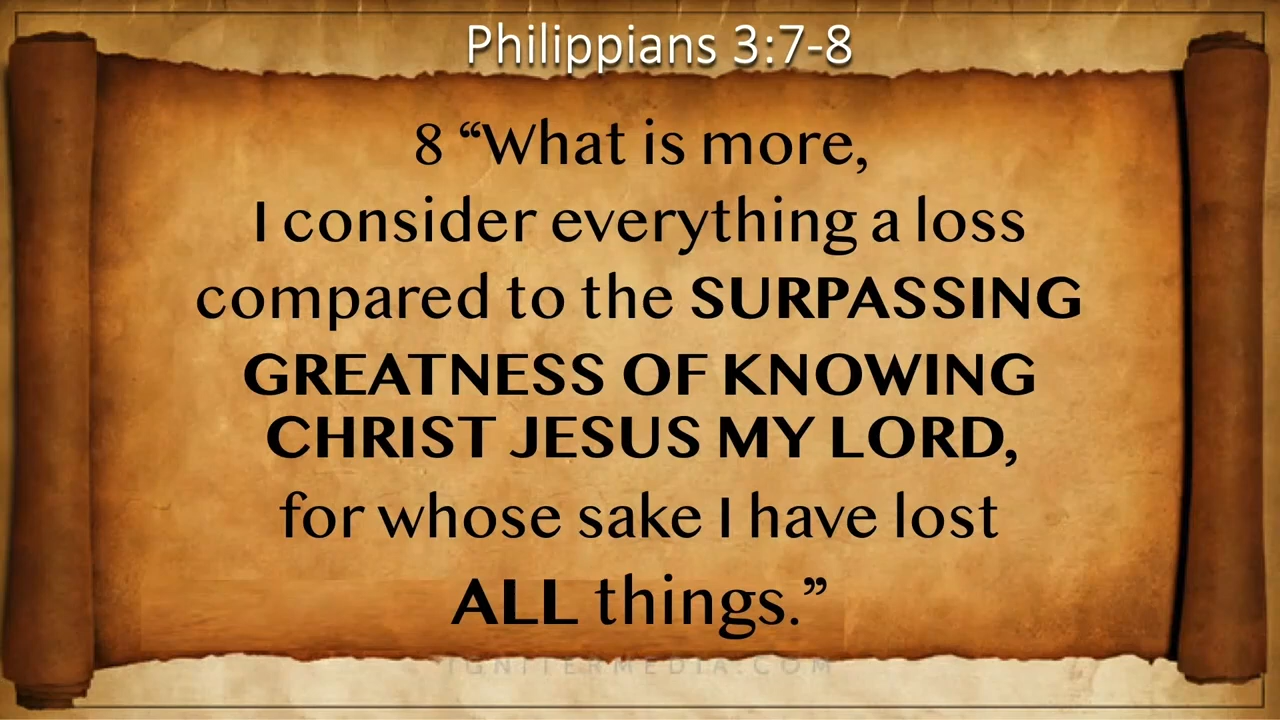 Philippians 3:7-8
8 “What is more,
I consider everything a loss
compared to the SURPASSING
GREATNESS OF KNOWING
CHRIST JESUS MY LORD,
for whose sake I have lost
ALL things.”
IGNITERMEDIA.COM